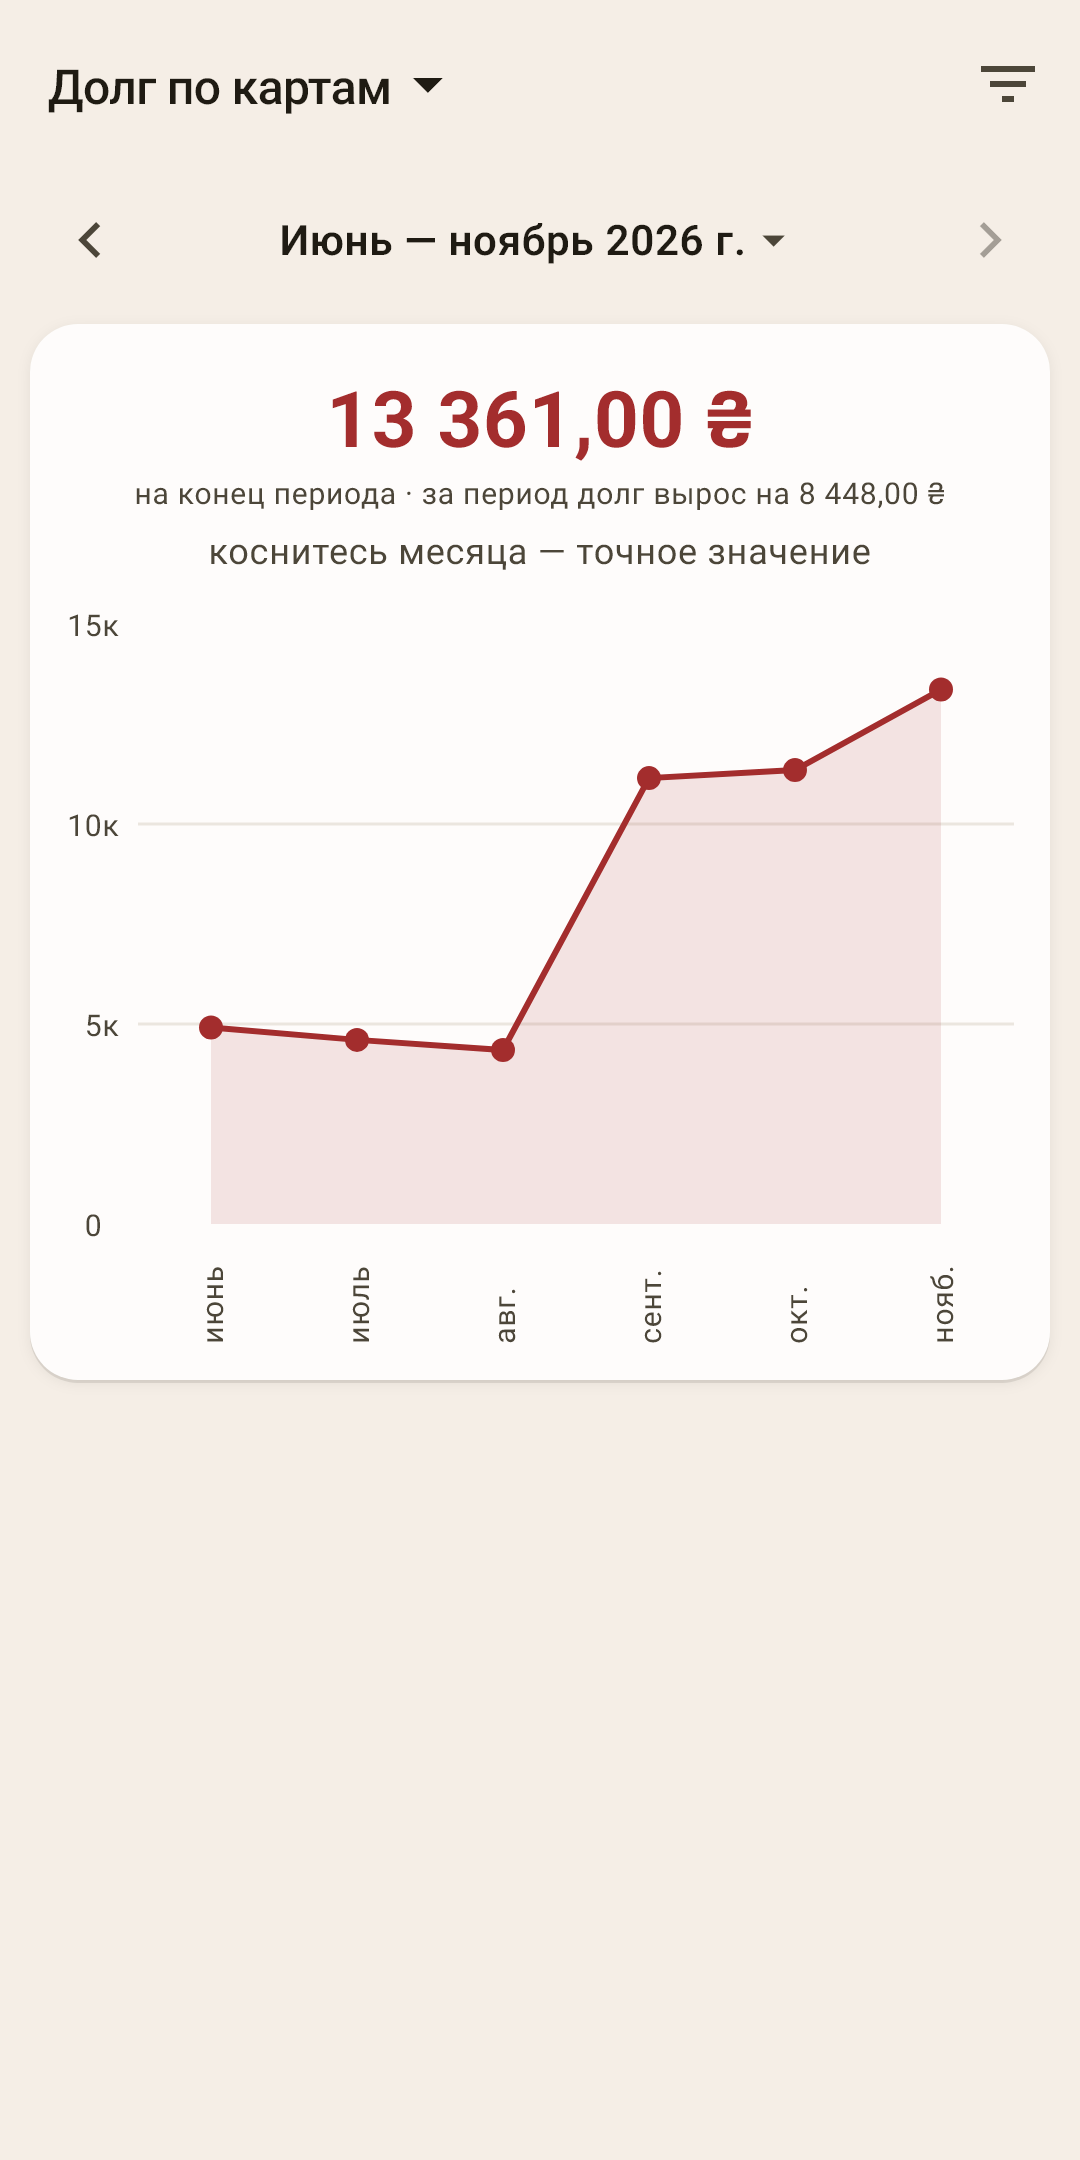 Долг по картам
Июнь — ноябрь 2026 г.
13 361,00 ₴
на конец периода · за период долг вырос на 8 448,00 ₴
коснитесь месяца — точное значение
15к
10к
5к
0
июнь
июль
авг.
сент.
окт.
нояб.